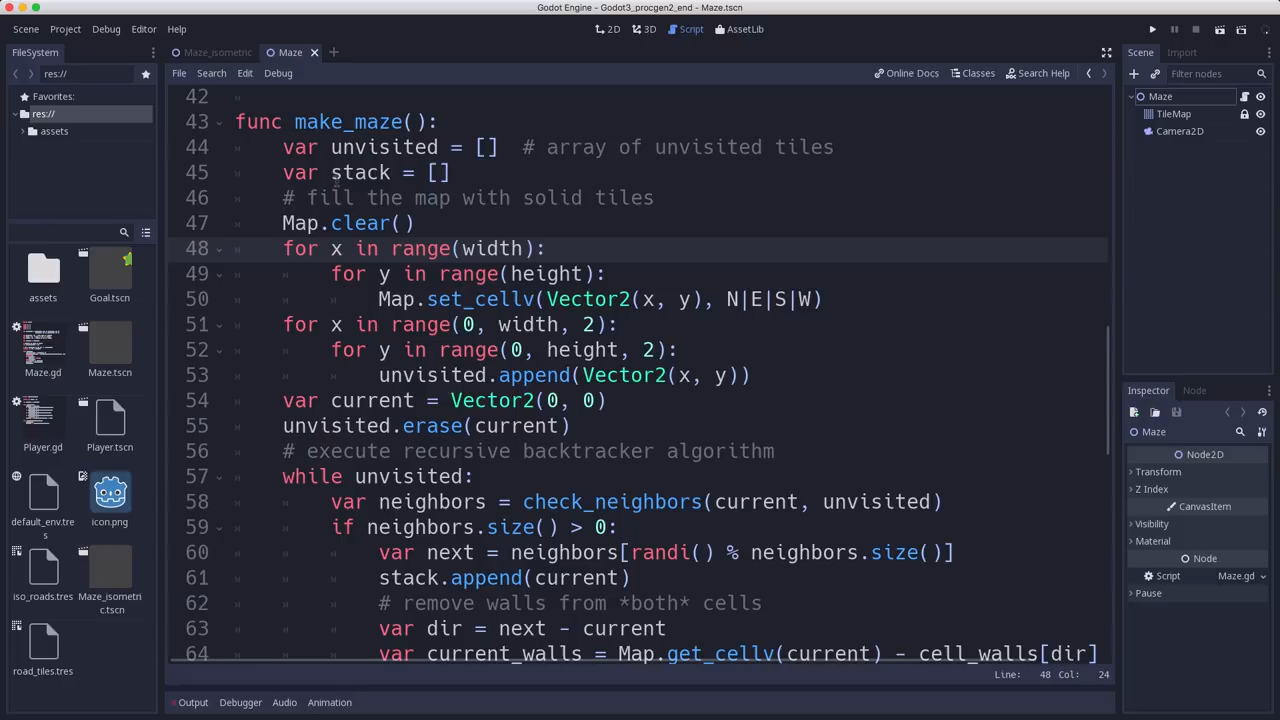 Godot Engine - Godot3_procgen2_end - Maze.tscn
Scene Project Debug Editor Help
2D 3D Script AssetLib
FileSystem
Maze_isometric Maze
Scene Import
res://
File Search Edit Debug
Online Docs Classes Search Help
Filter nodes
Favorites:
res://
assets
Maze
TileMap
Camera2D
42
43 func make_maze():
44 var unvisited = [] # array of unvisited tiles
45 var stack = []
46 # fill the map with solid tiles
47 Map.clear()
48 for x in range(width):
49 for y in range(height):
50 Map.set_cellv(Vector2(x, y), N|E|S|W)
51 for x in range(0, width, 2):
52 for y in range(0, height, 2):
53 unvisited.append(Vector2(x, y))
54 var current = Vector2(0, 0)
55 unvisited.erase(current)
56 # execute recursive backtracker algorithm
57 while unvisited:
58 var neighbors = check_neighbors(current, unvisited)
59 if neighbors.size() > 0:
60 var next = neighbors[randi() % neighbors.size()]
61 stack.append(current)
62 # remove walls from *both* cells
63 var dir = next - current
64 var current_walls = Map.get_cellv(current) - cell_walls[dir]
assets Goal.tscn
Maze.gd Maze.tscn
Player.gd Player.tscn
default_env.tre
s
icon.png
iso_roads.tres
Maze_isometri
c.tscn
road_tiles.tres
Inspector Node
Maze
Node2D
Transform
Z Index
CanvasItem
Visibility
Material
Node
Script Maze.gd
Pause
Line: 48 Col: 24
Output Debugger Audio Animation